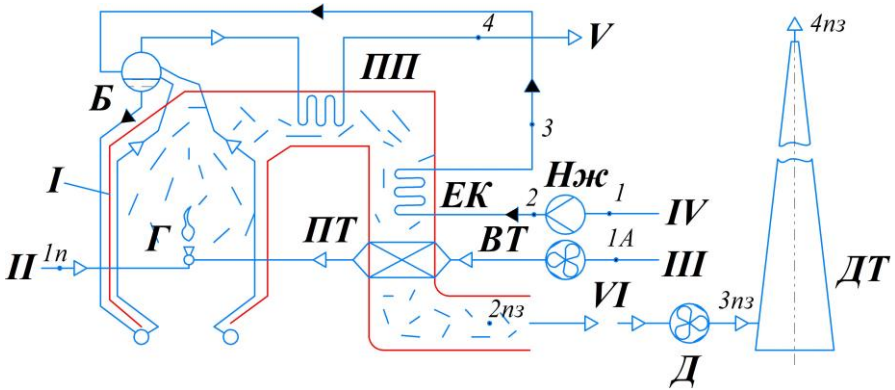 4
V
4пз
ПП
Б
3
I
ЕК
2
Нж
1
IV
Г
ПТ
ВТ
1А
III
II
1п
ДТ
2пз
VI
3пз
Д